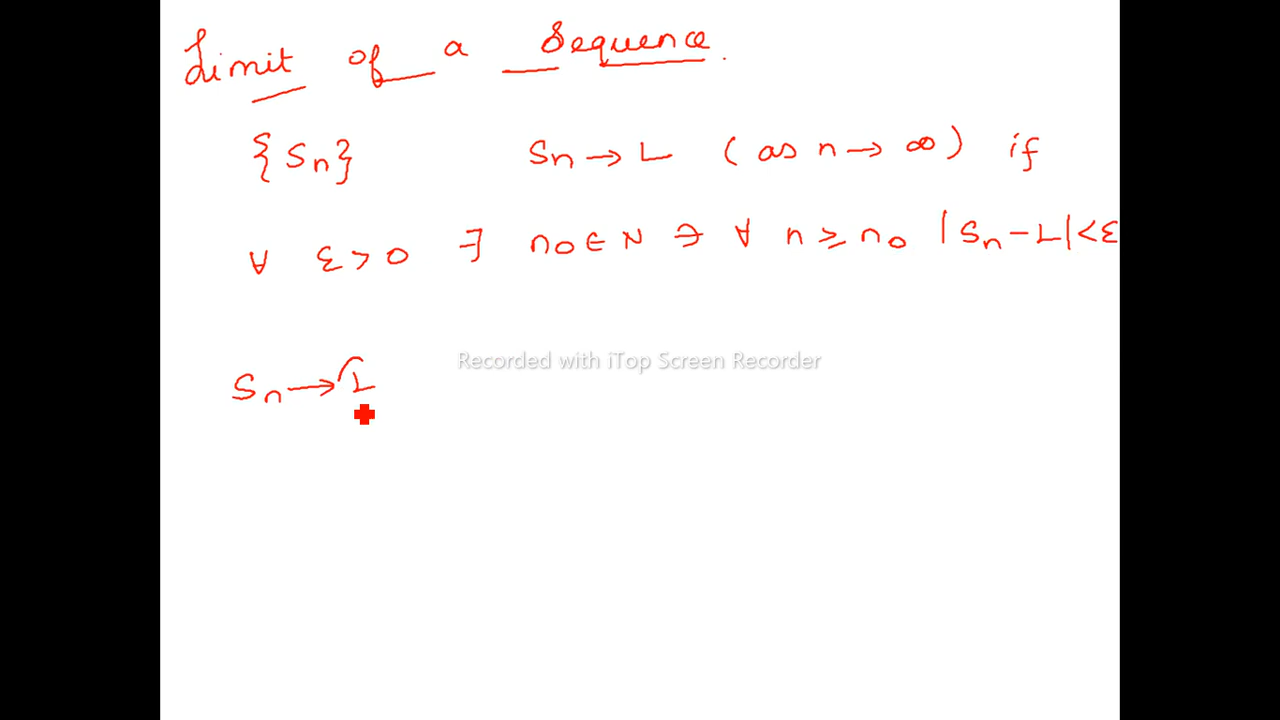 Limit of a Sequence.
{Sn} Sn → L (as n → ∞) if
∀ ε > 0 ∃ n0 ∈ N ∋ ∀ n ≥ n0 |Sn - L| < ε
Recorded with iTop Screen Recorder
Sn → L